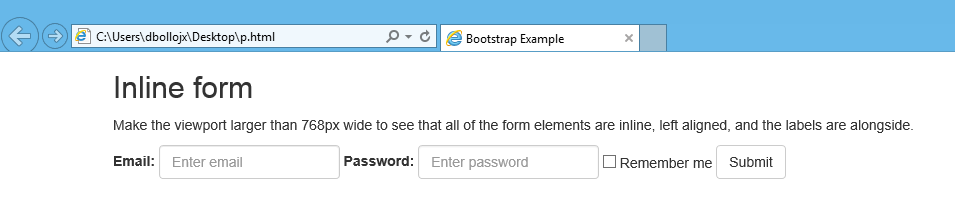 C:\Users\dbollojx\Desktop\p.html
Bootstrap Example
Inline form
Make the viewport larger than 768px wide to see that all of the form elements are inline, left aligned, and the labels are alongside.
Email: Enter email Password: Enter password Remember me Submit